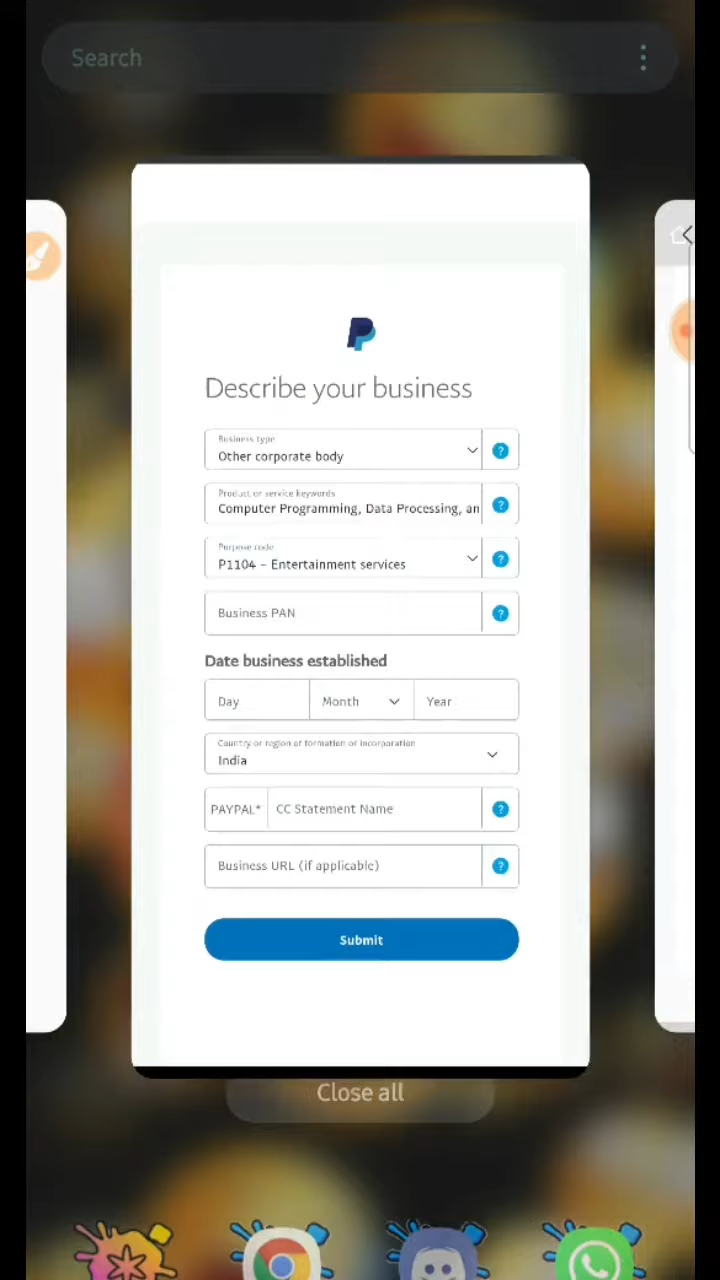 Search
Describe your business
Business type
Other corporate body
Product or service keywords
Computer Programming, Data Processing, an
Purpose code
P1104 – Entertainment services
Business PAN
Date business established
Day
Month
Year
Country or region of formation or incorporation
India
PAYPAL*
CC Statement Name
Business URL (if applicable)
Submit
Close all